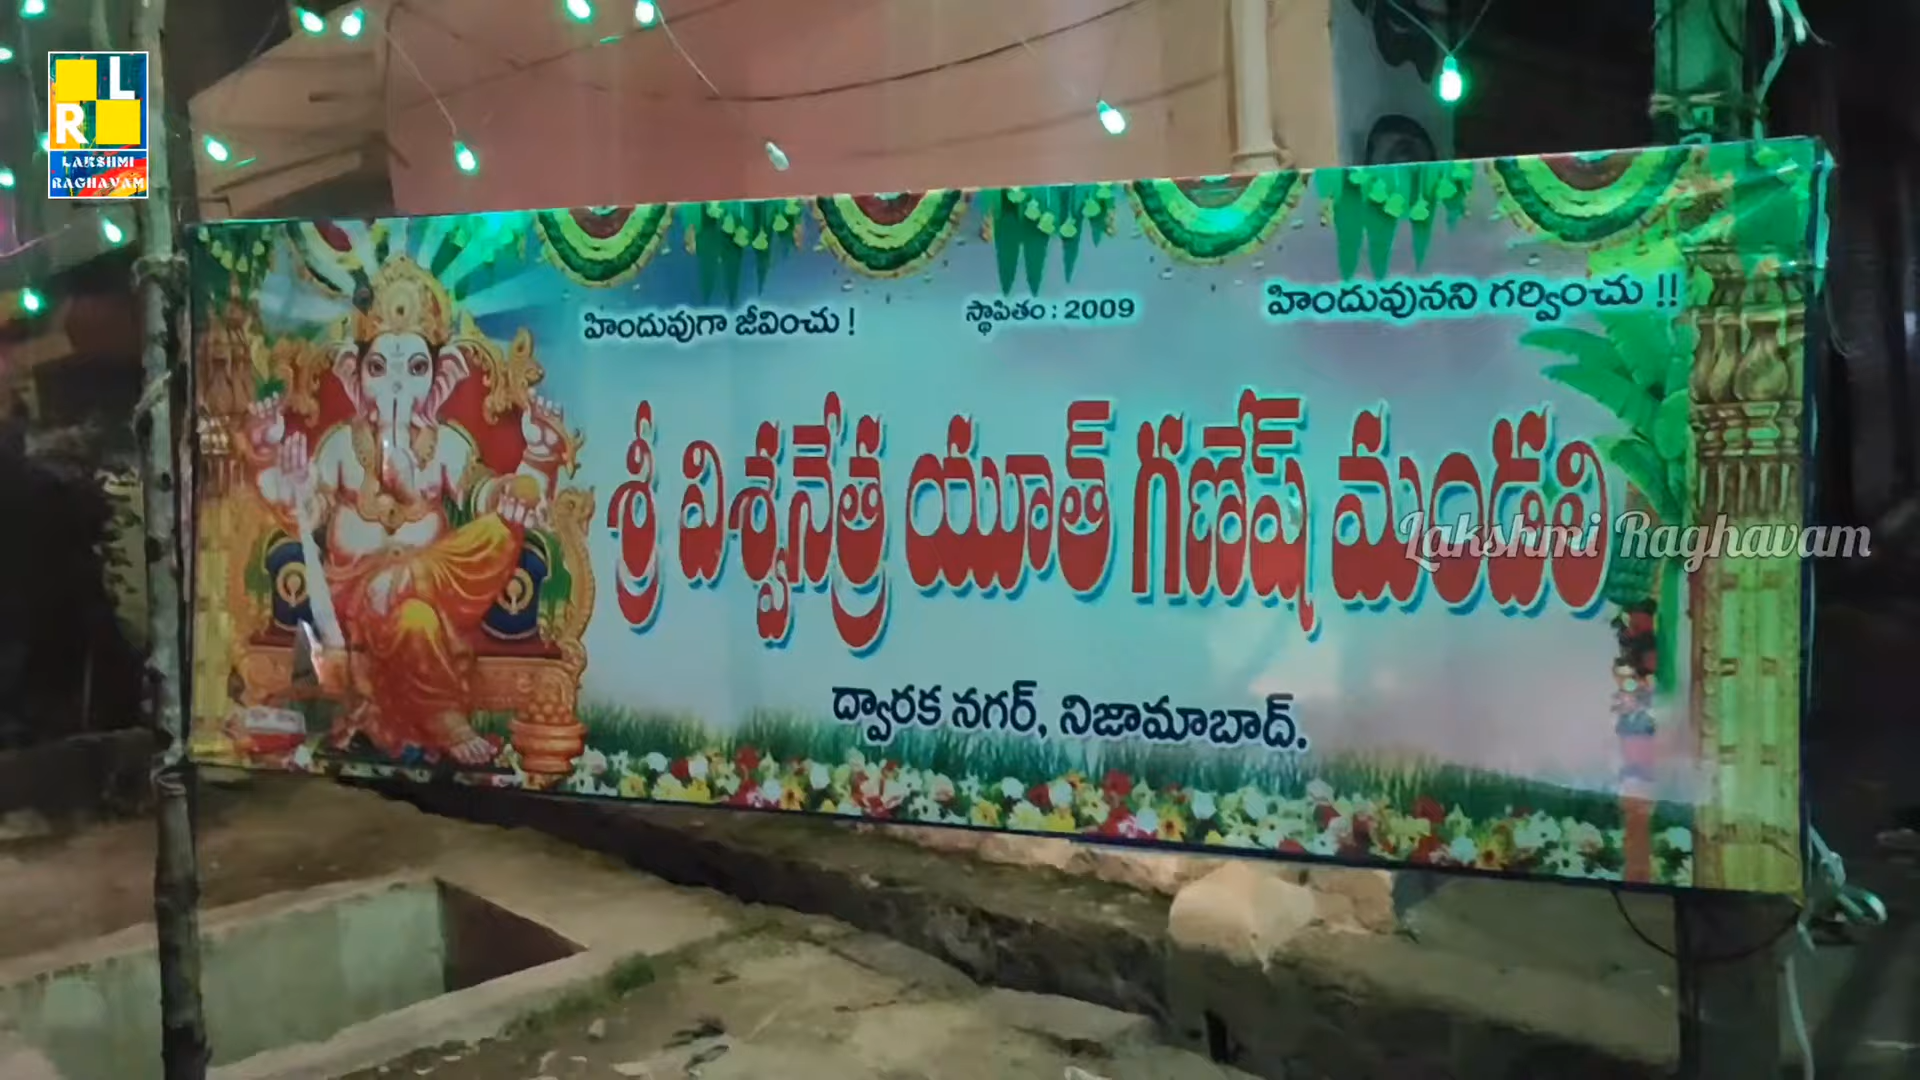 L
R
LAKSHMI
RAGHAVAM
హిందువుగా జీవించు !
స్థాపితం : 2009
హిందువునని గర్వించు !!
శ్రీ విశ్వనేత్ర యూత్ గణేష్ మండలి
Lakshmi Raghavam
ద్వారక నగర్, నిజామాబాద్.